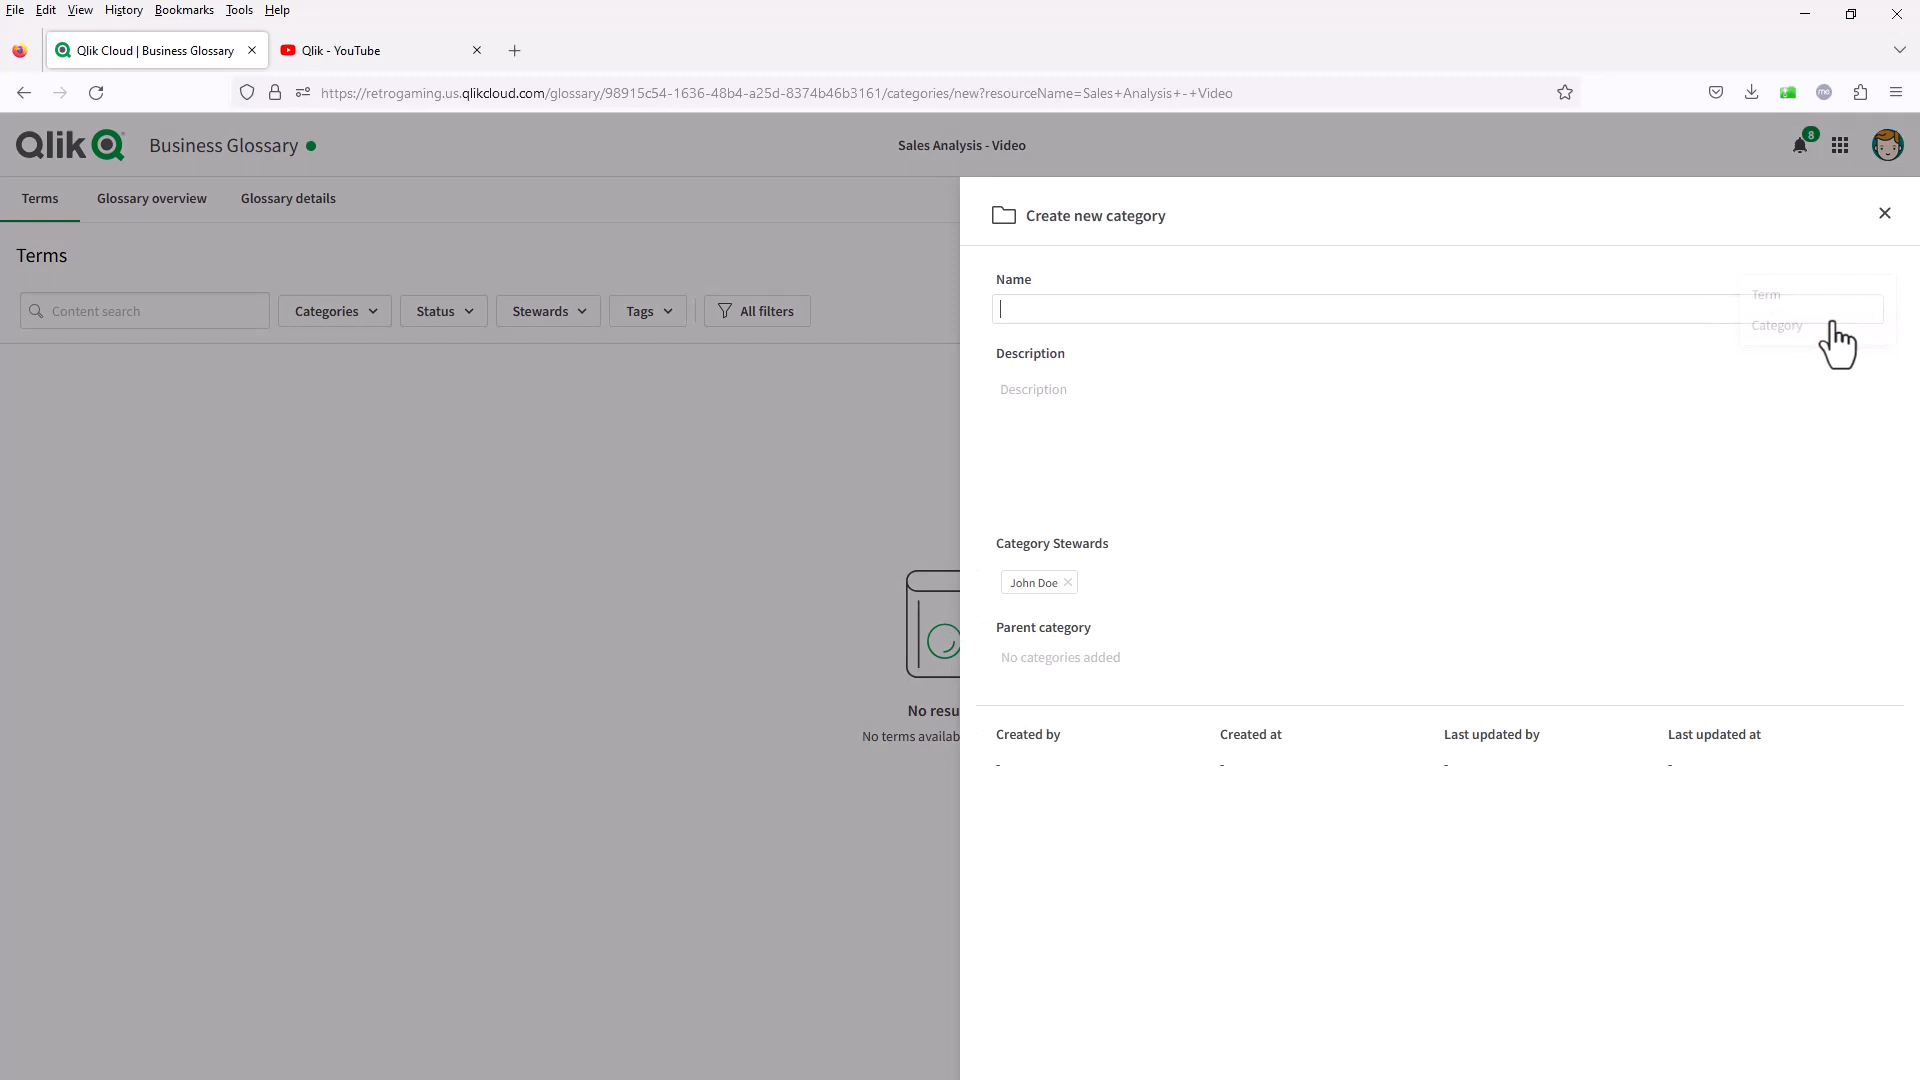 File Edit View History Bookmarks Tools Help
Qlik Cloud | Business Glossary
Qlik - YouTube
https://retrogaming.us.qlikcloud.com/glossary/98915c54-1636-48b4-a25d-8374b46b3161/categories/new?resourceName=Sales+Analysis+-+Video
Qlik Business Glossary
Sales Analysis - Video
8
Terms Glossary overview Glossary details
Create new category
Terms
Content search
Categories Status Stewards Tags All filters
Name
Term
Category
Description
Description
Category Stewards
John Doe
Parent category
No categories added
No resu
No terms availab
Created by Created at Last updated by Last updated at
- - - -